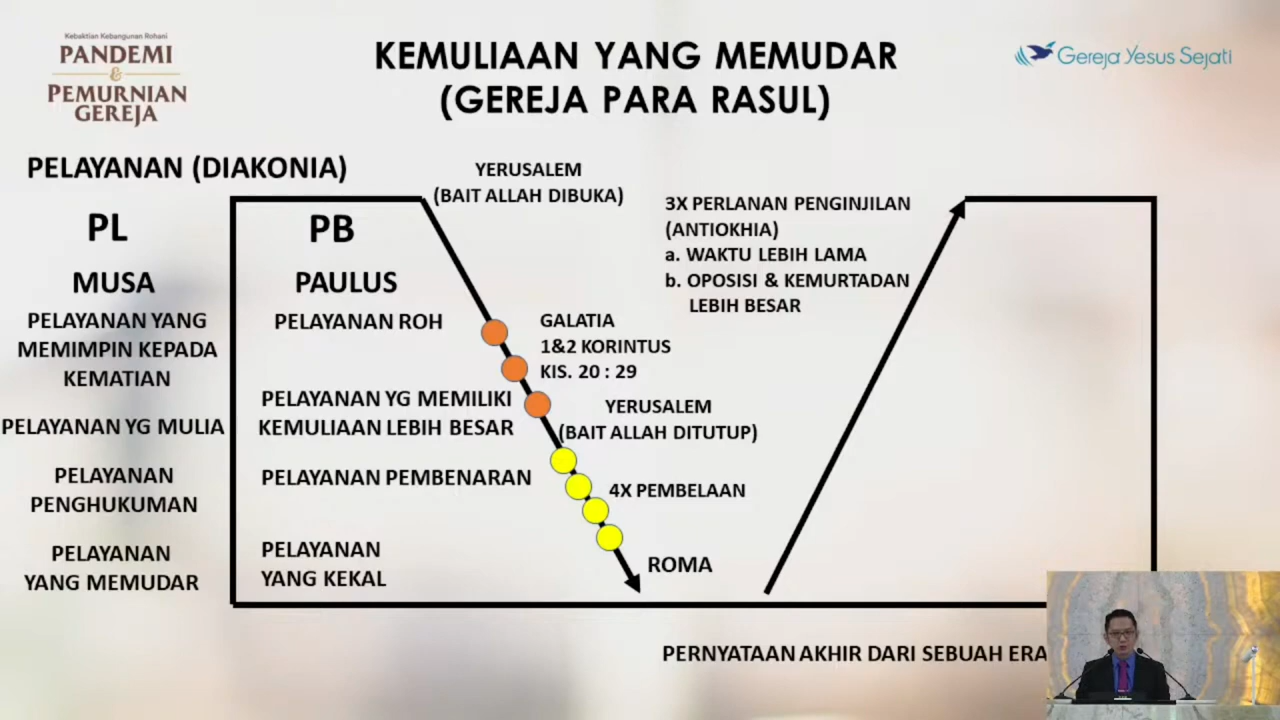 Kebaktian Kebangunan Rohani
PANDEMI
&
PEMURNIAN
GEREJA
KEMULIAAN YANG MEMUDAR
(GEREJA PARA RASUL)
Gereja Yesus Sejati
PELAYANAN (DIAKONIA)
PL
MUSA
PELAYANAN YANG
MEMIMPIN KEPADA
KEMATIAN
PELAYANAN YG MULIA
PELAYANAN
PENGHUKUMAN
PELAYANAN
YANG MEMUDAR
PB
PAULUS
PELAYANAN ROH
PELAYANAN YG MEMILIKI
KEMULIAAN LEBIH BESAR
PELAYANAN PEMBENARAN
PELAYANAN
YANG KEKAL
YERUSALEM
(BAIT ALLAH DIBUKA)
GALATIA
1&2 KORINTUS
KIS. 20 : 29
YERUSALEM
(BAIT ALLAH DITUTUP)
4X PEMBELAAN
ROMA
3X PERLANAN PENGINJILAN
(ANTIOKHIA)
a. WAKTU LEBIH LAMA
b. OPOSISI & KEMURTADAN
LEBIH BESAR
PERNYATAAN AKHIR DARI SEBUAH ERA